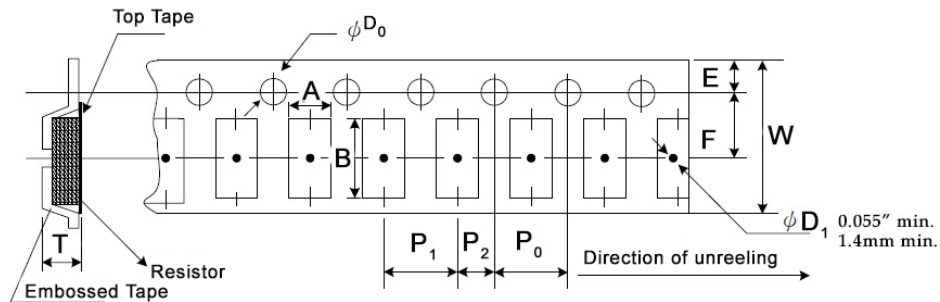 Top Tape
ϕD0
E
A
F
W
B
ϕD1 0.055" min.
1.4mm min.
T
P1
P2
P0
Direction of unreeling
Resistor
Embossed Tape